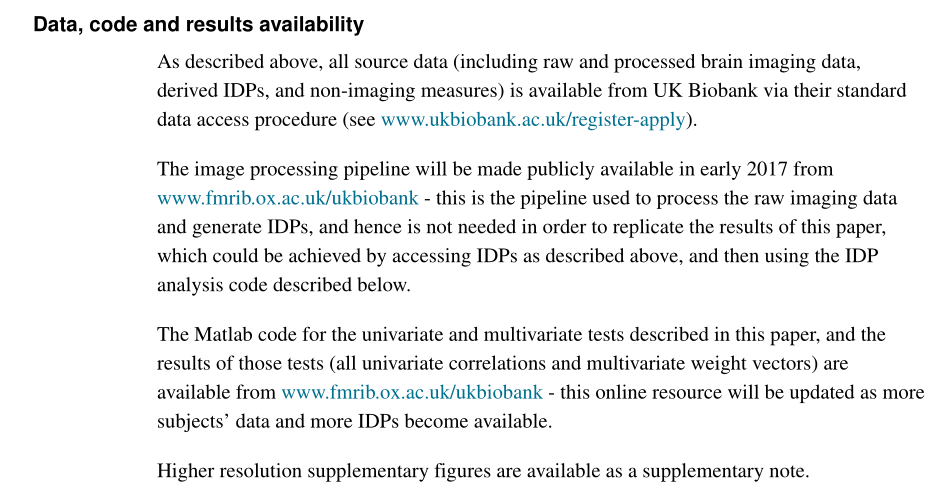 Data, code and results availability
As described above, all source data (including raw and processed brain imaging data,
derived IDPs, and non-imaging measures) is available from UK Biobank via their standard
data access procedure (see www.ukbiobank.ac.uk/register-apply).
The image processing pipeline will be made publicly available in early 2017 from
www.fmrib.ox.ac.uk/ukbiobank - this is the pipeline used to process the raw imaging data
and generate IDPs, and hence is not needed in order to replicate the results of this paper,
which could be achieved by accessing IDPs as described above, and then using the IDP
analysis code described below.
The Matlab code for the univariate and multivariate tests described in this paper, and the
results of those tests (all univariate correlations and multivariate weight vectors) are
available from www.fmrib.ox.ac.uk/ukbiobank - this online resource will be updated as more
subjects’ data and more IDPs become available.
Higher resolution supplementary figures are available as a supplementary note.